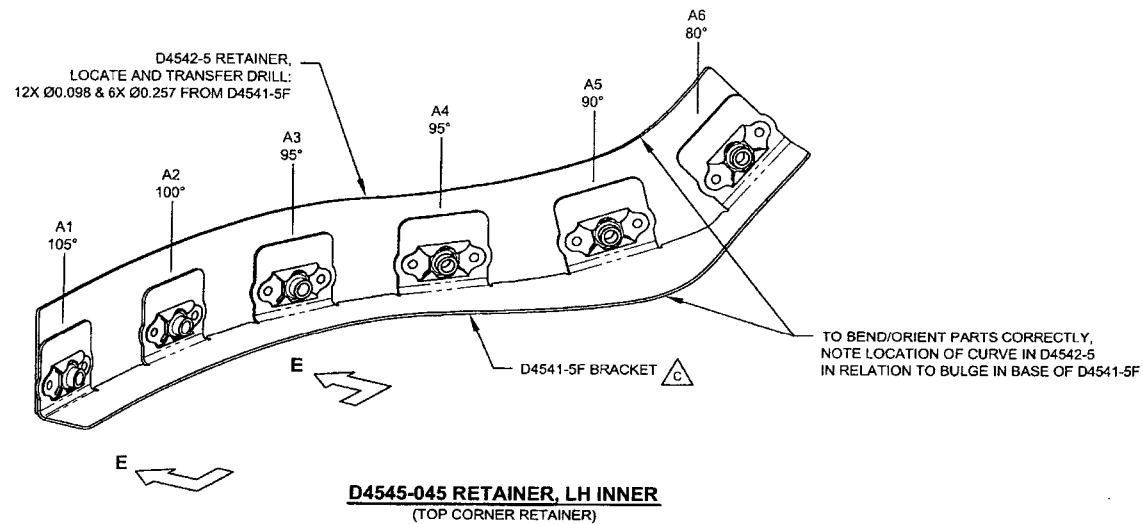 A6
80°
D4542-5 RETAINER,
LOCATE AND TRANSFER DRILL:
12X Ø0.098 & 6X Ø0.257 FROM D4541-5F
A5
90°
A4
95°
A3
95°
A2
100°
A1
105°
TO BEND/ORIENT PARTS CORRECTLY,
NOTE LOCATION OF CURVE IN D4542-5
IN RELATION TO BULGE IN BASE OF D4541-5F
E
D4541-5F BRACKET C
E
D4545-045 RETAINER, LH INNER
(TOP CORNER RETAINER)